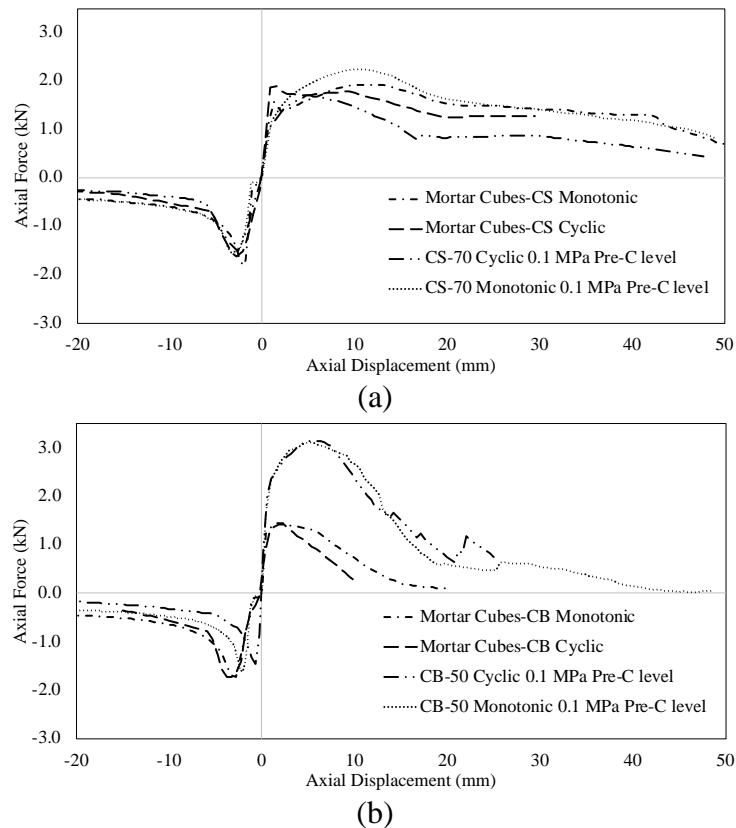 3.0
2.0
1.0
0.0
-1.0
-2.0
-3.0
Axial Force (kN)
Mortar Cubes-CS Monotonic
Mortar Cubes-CS Cyclic
CS-70 Cyclic 0.1 MPa Pre-C level
CS-70 Monotonic 0.1 MPa Pre-C level
-20 -10 0 10 20 30 40 50
Axial Displacement (mm)
(a)
3.0
2.0
1.0
0.0
-1.0
-2.0
-3.0
Axial Force (kN)
Mortar Cubes-CB Monotonic
Mortar Cubes-CB Cyclic
CB-50 Cyclic 0.1 MPa Pre-C level
CB-50 Monotonic 0.1 MPa Pre-C level
-20 -10 0 10 20 30 40 50
Axial Displacement (mm)
(b)